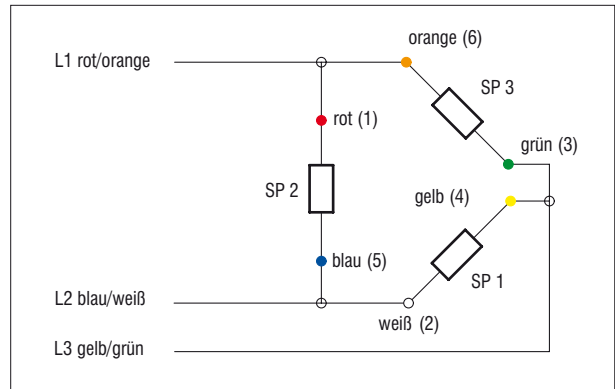 orange (6)
L1 rot/orange
SP 3
rot (1)
grün (3)
SP 2
gelb (4)
blau (5)
SP 1
L2 blau/weiß
weiß (2)
L3 gelb/grün